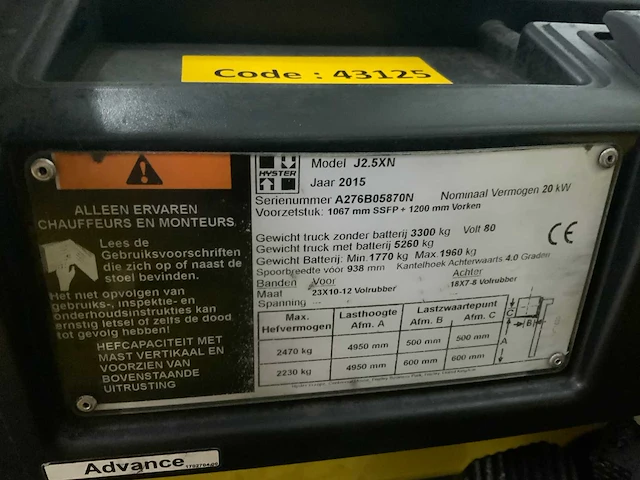 Code : 43125
HYSTER
Model J2.5XN
Jaar 2015
Serienummer A276B05870N Nominaal Vermogen 20 kW
Voorzetstuk: 1067 mm SSFP + 1200 mm Vorken
Gewicht truck zonder batterij 3300 kg Volt 80
Gewicht truck met batterij 5260 kg
Gewicht Batterij: Min. 1770 kg Max. 1960 kg
Spoorbreedte vóór 938 mm Kantelhoek Achterwaarts 4.0 Graden
Banden Voor Achter
Maat 23X10-12 Volrubber 18X7-8 Volrubber
Spanning ... ...
CE
ALLEEN ERVAREN
CHAUFFEURS EN MONTEURS
Lees de
Gebruiksvoorschriften
die zich op of naast de
stoel bevinden.
Het niet opvolgen van
gebruiks-, inspektie- en
onderhoudsinstrukties kan
ernstig letsel of zelfs de dood
tot gevolg hebben.
HEFCAPACITEIT MET
MAST VERTIKAAL EN
VOORZIEN VAN
BOVENSTAANDE
UITRUSTING
Max. Hefvermogen Lasthoogte Afm. A Lastzwaartepunt Afm. B Afm. C
2470 kg 4950 mm 500 mm 500 mm
2230 kg 4950 mm 600 mm 600 mm
C
B
A
Advance